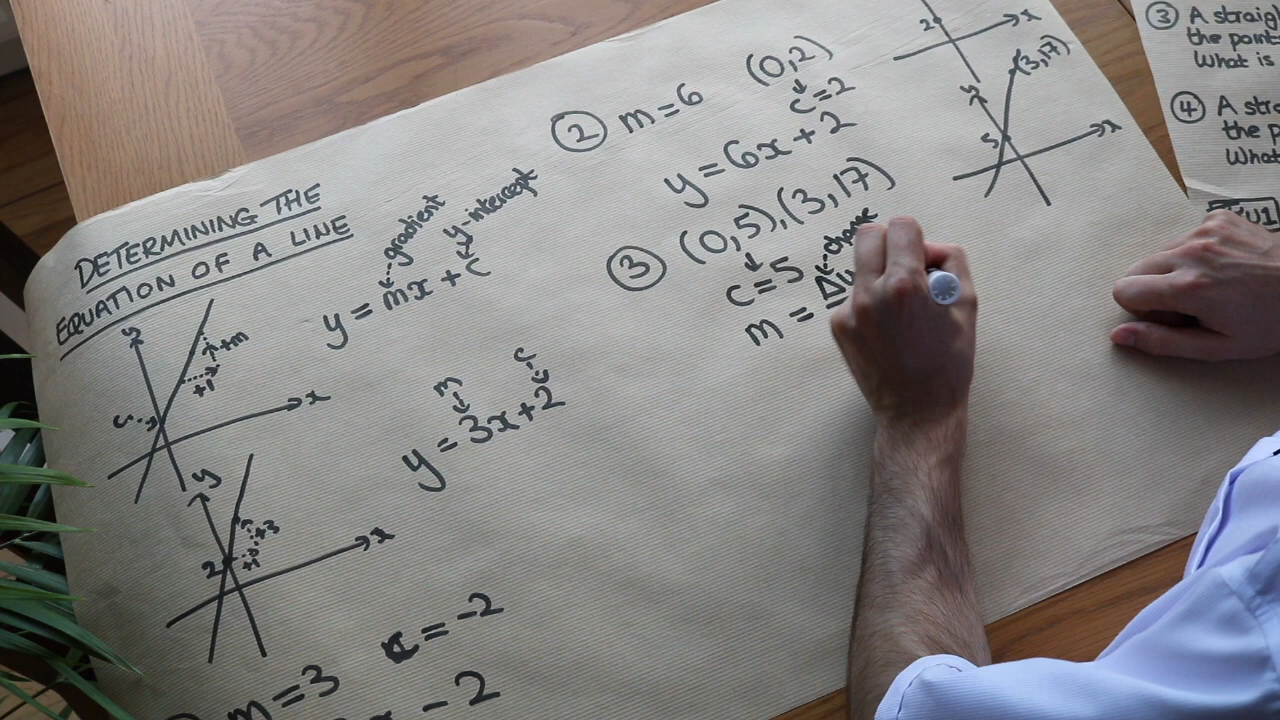 DETERMINING THE
EQUATION OF A LINE
y = mx + c
gradient
y-intercept
y
x
c
+1
+m
y = 3x + 2
m
c
y
x
2
+1
+3
m = 3
c = -2
- 2
② m = 6 (0,2)
c = 2
y = 6x + 2
③ (0,5),(3,17)
c = 5
m = Δy
2
x
y
x
5
(3,17)
③ A straig
the point
What is
④ A stra
the p
What